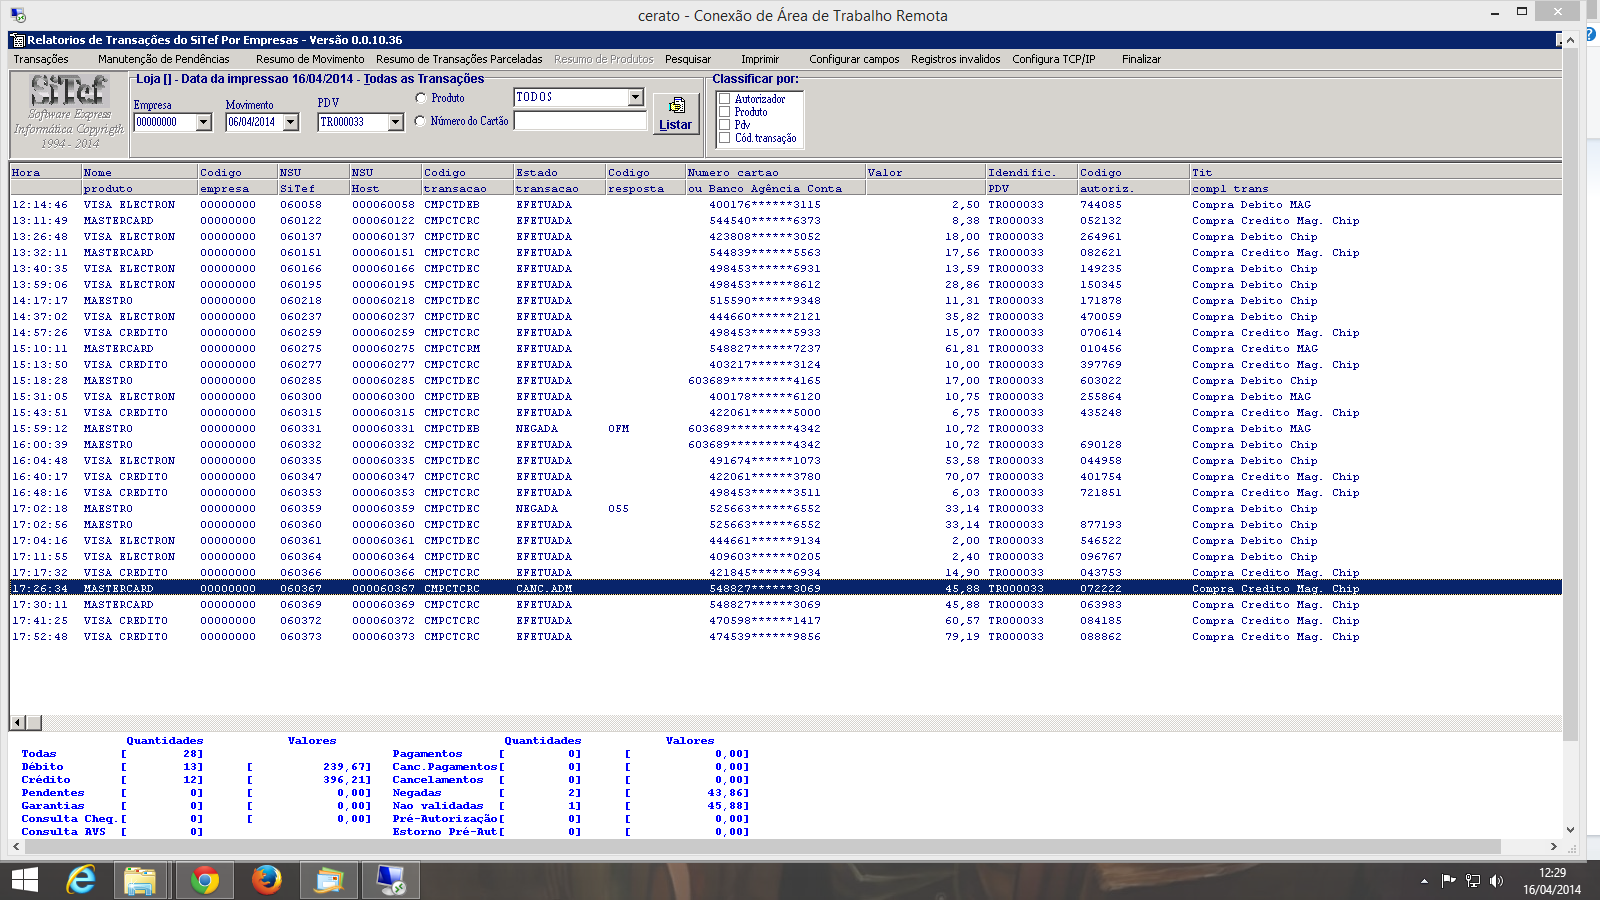 cerato - Conexão de Área de Trabalho Remota
Relatorios de Transações do SiTef Por Empresas - Versão 0.0.10.36
Transações Manutenção de Pendências Resumo de Movimento Resumo de Transações Parceladas Resumo de Produtos Pesquisar Imprimir Configurar campos Registros invalidos Configura TCP/IP Finalizar
SiTef
Software Express
Informática Copyrigth
1994 - 2014
Loja [] - Data da impressao 16/04/2014 - Todas as Transações
Empresa Movimento PDV
00000000 06/04/2014 TR000033
Produto TODOS
Número do Cartão
Listar
Classificar por:
Autorizador
Produto
Pdv
Cód.transação
Hora Nome Codigo NSU NSU Codigo Estado Codigo Numero cartao Valor Identific. Codigo Tit
produto empresa SiTef Host transacao transacao resposta ou Banco Agência Conta PDV autoriz. compl trans
12:14:46 VISA ELECTRON 00000000 060058 000060058 CMPCTDEB EFETUADA 400176******3115 2,50 TR000033 744085 Compra Debito MAG
13:11:49 MASTERCARD 00000000 060122 000060122 CMPCTCRC EFETUADA 544540******6373 8,38 TR000033 052132 Compra Credito Mag. Chip
13:26:48 VISA ELECTRON 00000000 060137 000060137 CMPCTDEC EFETUADA 423808******3052 18,00 TR000033 264961 Compra Debito Chip
13:32:11 MASTERCARD 00000000 060151 000060151 CMPCTCRC EFETUADA 544839******5563 17,56 TR000033 082621 Compra Credito Mag. Chip
13:40:35 VISA ELECTRON 00000000 060166 000060166 CMPCTDEC EFETUADA 498453******6931 13,59 TR000033 149235 Compra Debito Chip
13:59:06 VISA ELECTRON 00000000 060195 000060195 CMPCTDEC EFETUADA 498453******8612 28,86 TR000033 150345 Compra Debito Chip
14:17:17 MAESTRO 00000000 060218 000060218 CMPCTDEC EFETUADA 515590******9348 11,31 TR000033 171878 Compra Debito Chip
14:37:02 VISA ELECTRON 00000000 060237 000060237 CMPCTDEC EFETUADA 444660******2121 35,82 TR000033 470059 Compra Debito Chip
14:57:26 VISA CREDITO 00000000 060259 000060259 CMPCTCRC EFETUADA 498453******5933 15,07 TR000033 070614 Compra Credito Mag. Chip
15:10:11 MASTERCARD 00000000 060275 000060275 CMPCTCRM EFETUADA 548827******7237 61,81 TR000033 010456 Compra Credito MAG
15:13:50 VISA CREDITO 00000000 060277 000060277 CMPCTCRC EFETUADA 403217******3124 10,00 TR000033 397769 Compra Credito Mag. Chip
15:18:28 MAESTRO 00000000 060285 000060285 CMPCTDEC EFETUADA 603689*********4165 17,00 TR000033 603022 Compra Debito Chip
15:31:05 VISA ELECTRON 00000000 060300 000060300 CMPCTDEB EFETUADA 400178******6120 10,75 TR000033 255864 Compra Debito MAG
15:43:51 VISA CREDITO 00000000 060315 000060315 CMPCTCRC EFETUADA 422061******5000 6,75 TR000033 435248 Compra Credito Mag. Chip
15:59:12 MAESTRO 00000000 060331 000060331 CMPCTDEB NEGADA 0FM 603689*********4342 10,72 TR000033 Compra Debito MAG
16:00:39 MAESTRO 00000000 060332 000060332 CMPCTDEC EFETUADA 603689*********4342 10,72 TR000033 690128 Compra Debito Chip
16:04:48 VISA ELECTRON 00000000 060335 000060335 CMPCTDEC EFETUADA 491674******1073 53,58 TR000033 044958 Compra Debito Chip
16:40:17 VISA CREDITO 00000000 060347 000060347 CMPCTCRC EFETUADA 422061******3780 70,07 TR000033 401754 Compra Credito Mag. Chip
16:48:16 VISA CREDITO 00000000 060353 000060353 CMPCTCRC EFETUADA 498453******3511 6,03 TR000033 721851 Compra Credito Mag. Chip
17:02:18 MAESTRO 00000000 060359 000060359 CMPCTDEC NEGADA 055 525663******6552 33,14 TR000033 Compra Debito Chip
17:02:56 MAESTRO 00000000 060360 000060360 CMPCTDEC EFETUADA 525663******6552 33,14 TR000033 877193 Compra Debito Chip
17:04:16 VISA ELECTRON 00000000 060361 000060361 CMPCTDEC EFETUADA 444661******9134 2,00 TR000033 546522 Compra Debito Chip
17:11:55 VISA ELECTRON 00000000 060364 000060364 CMPCTDEC EFETUADA 409603******0205 2,40 TR000033 096767 Compra Debito Chip
17:17:32 VISA CREDITO 00000000 060366 000060366 CMPCTCRC EFETUADA 421845******6934 14,90 TR000033 043753 Compra Credito Mag. Chip
17:26:34 MASTERCARD 00000000 060367 000060367 CMPCTCRC CANC.ADM 548827******3069 45,88 TR000033 072222 Compra Credito Mag. Chip
17:30:11 MASTERCARD 00000000 060369 000060369 CMPCTCRC EFETUADA 548827******3069 45,88 TR000033 063983 Compra Credito Mag. Chip
17:41:25 VISA CREDITO 00000000 060372 000060372 CMPCTCRC EFETUADA 470598******1417 60,57 TR000033 084185 Compra Credito Mag. Chip
17:52:48 VISA CREDITO 00000000 060373 000060373 CMPCTCRC EFETUADA 474539******9856 79,19 TR000033 088862 Compra Credito Mag. Chip
Quantidades Valores Quantidades Valores
Todas [ 28] Pagamentos [ 0] [ 0,00]
Débito [ 13] [ 239,67] Canc.Pagamentos[ 0] [ 0,00]
Crédito [ 12] [ 396,21] Cancelamentos [ 0] [ 0,00]
Pendentes [ 0] [ 0,00] Negadas [ 2] [ 43,86]
Garantias [ 0] [ 0,00] Nao validadas [ 1] [ 45,88]
Consulta Cheq.[ 0] [ 0,00] Pré-Autorização[ 0] [ 0,00]
Consulta AVS [ 0] Estorno Pré-Aut[ 0] [ 0,00]
12:29
16/04/2014